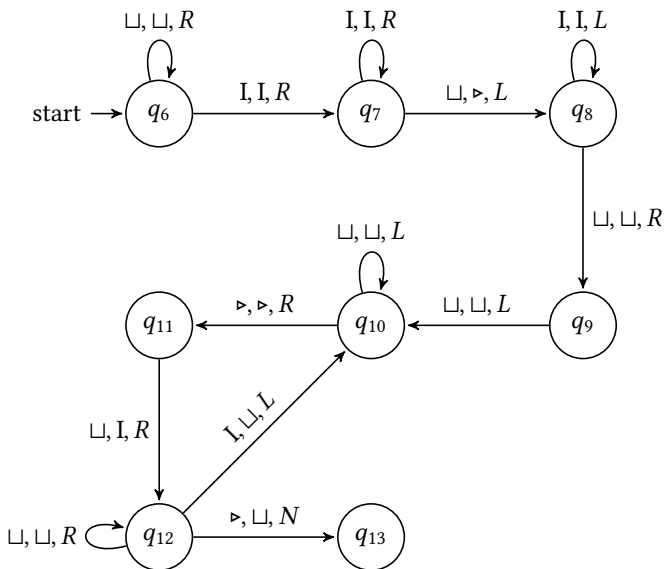 ⊔, ⊔, R
I, I, R
I, I, L
start
q₆
I, I, R
q₇
⊔, ▹, L
q₈
⊔, ⊔, R
⊔, ⊔, L
q₁₁
▹, ▹, R
q₁₀
⊔, ⊔, L
q₉
⊔, I, R
I, ⊔, L
⊔, ⊔, R
q₁₂
▹, ⊔, N
q₁₃